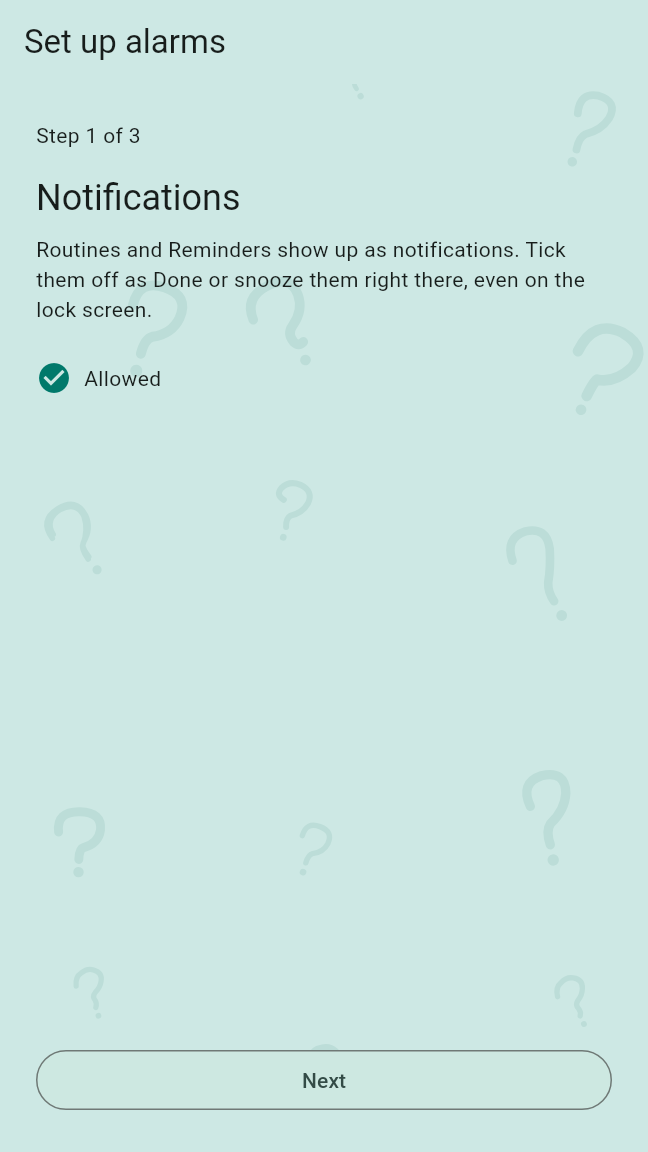 Set up alarms
Step 1 of 3
Notifications
Routines and Reminders show up as notifications. Tick
them off as Done or snooze them right there, even on the
lock screen.
Allowed
Next